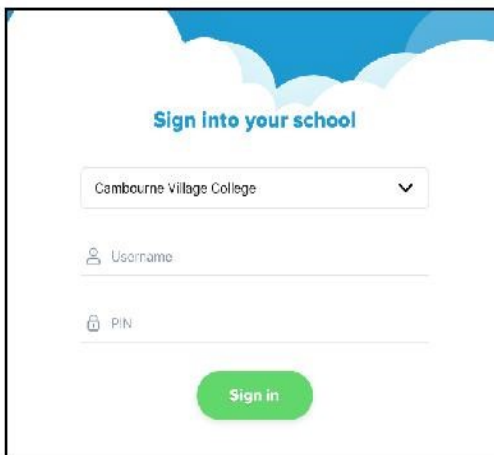 Sign into your school
Cambourne Village College
Username
PIN
Sign in